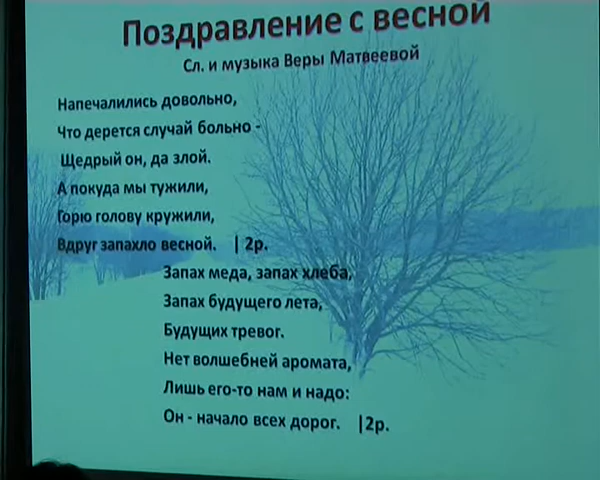 Поздравление с весной
Сл. и музыка Веры Матвеевой
Напечалились довольно,
Что дерется случай больно -
Щедрый он, да злой.
А покуда мы тужили,
Горю голову кружили,
Вдруг запахло весной. | 2р.
Запах меда, запах хлеба,
Запах будущего лета,
Будущих тревог.
Нет волшебней аромата,
Лишь его-то нам и надо:
Он - начало всех дорог. |2р.